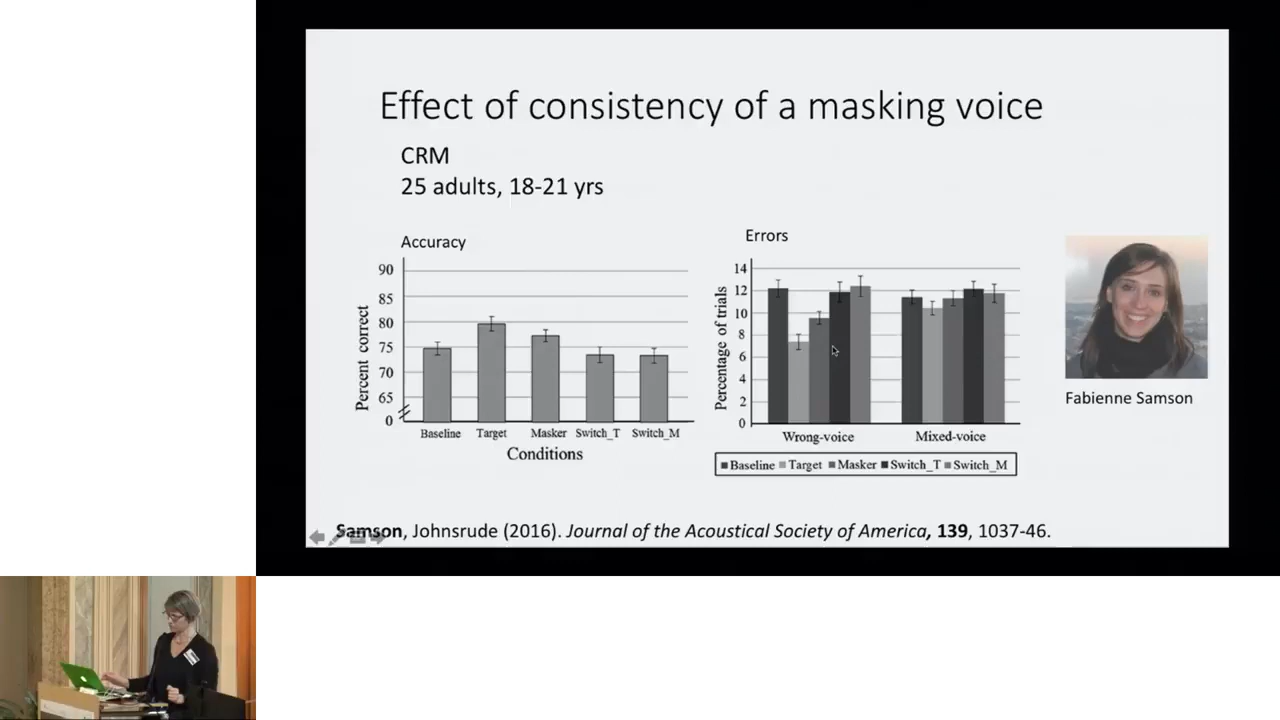 Effect of consistency of a masking voice
CRM
25 adults, 18-21 yrs
Accuracy
90
85
80
75
70
65
0
Percent correct
Baseline Target Masker Switch_T Switch_M
Conditions
Errors
14
12
10
8
6
4
2
0
Percentage of trials
Wrong-voice Mixed-voice
Baseline Target Masker Switch_T Switch_M
Fabienne Samson
Samson, Johnsrude (2016). Journal of the Acoustical Society of America, 139, 1037-46.